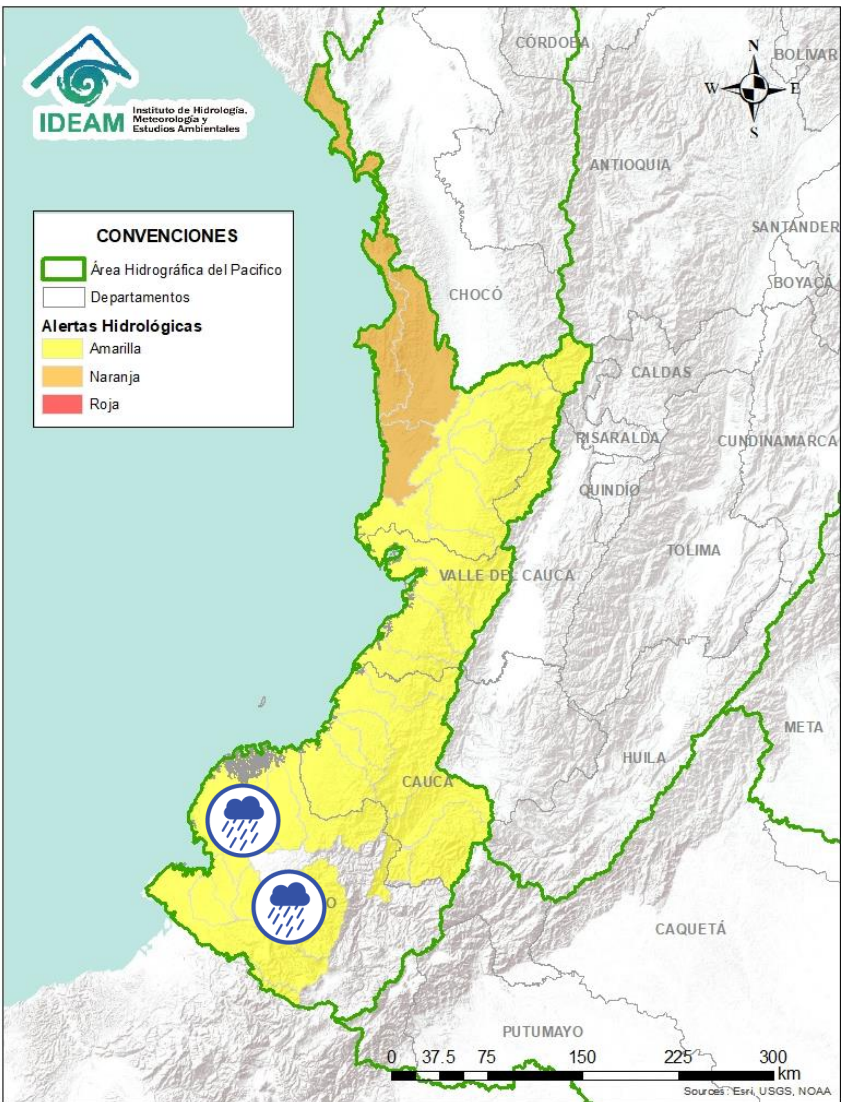 IDEAM
Instituto de Hidrología,
Meteorología y
Estudios Ambientales
N
W
E
S
CONVENCIONES
Área Hidrográfica del Pacifico
Departamentos
Alertas Hidrológicas
Amarilla
Naranja
Roja
CÓRDOBA
BOLIVAR
ANTIOQUIA
SANTANDER
BOYACÁ
CHOCÓ
CALDAS
RISARALDA
CUNDINAMARCA
QUINDÍO
TOLIMA
VALLE DEL CAUCA
META
HUILA
CAUCA
O
CAQUETÁ
PUTUMAYO
0 37.5 75 150 225 300
km
Sources: Esri, USGS, NOAA